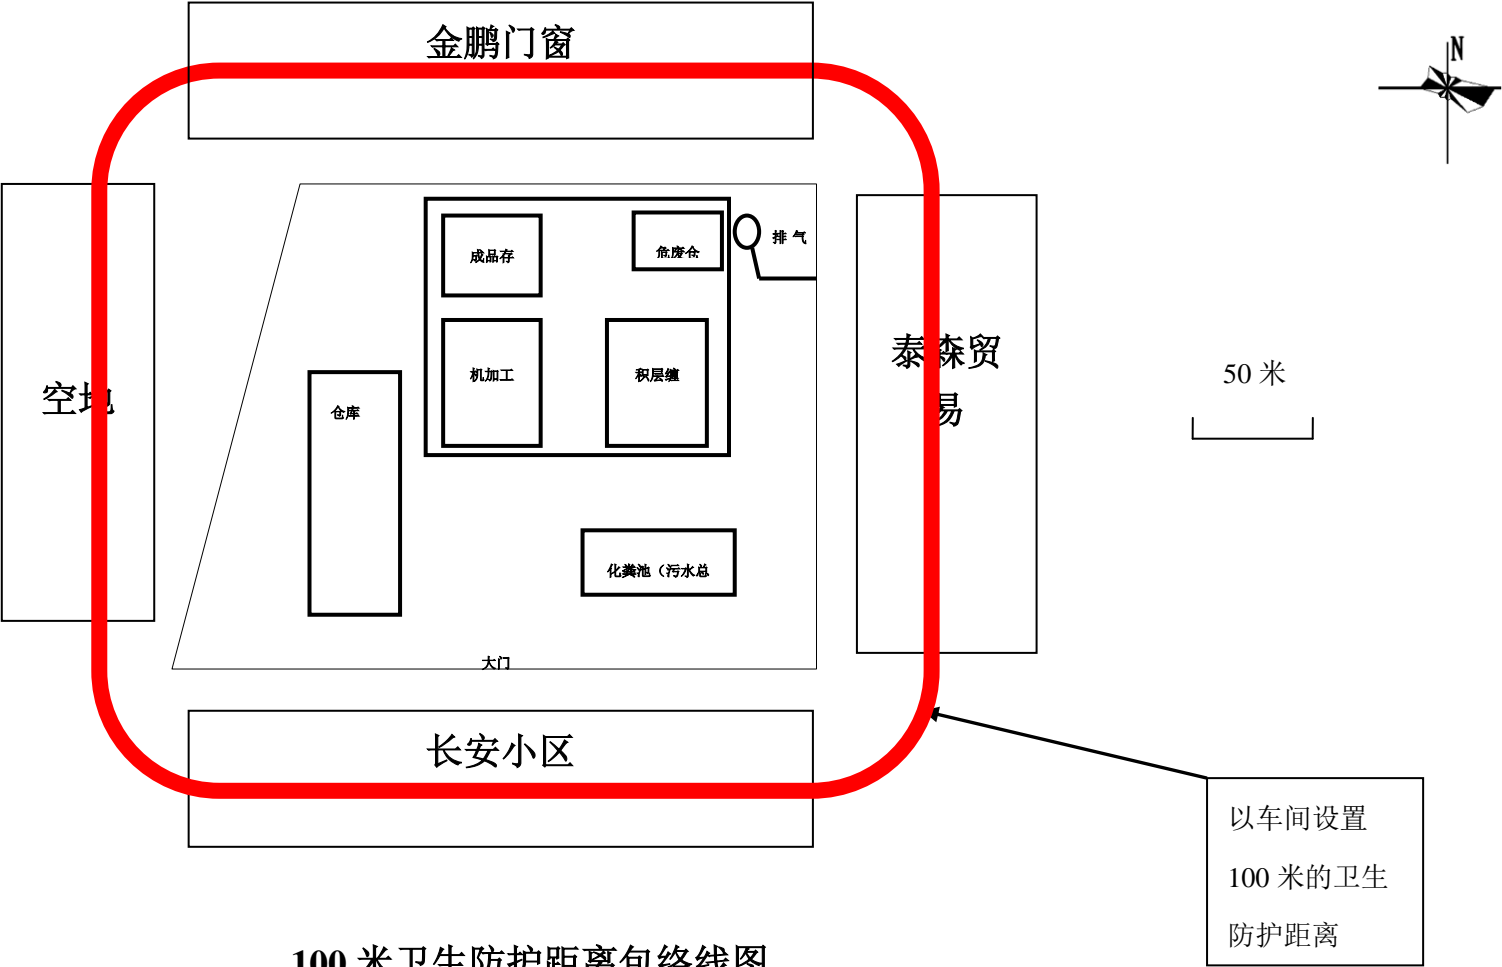 金鹏门窗
N
成品存
危废仓
排 气
空地
仓库
机加工
积层缠
泰森贸
易
50 米
化粪池（污水总
大门
长安小区
以车间设置
100 米的卫生
防护距离
100 米卫生防护距离包络线图